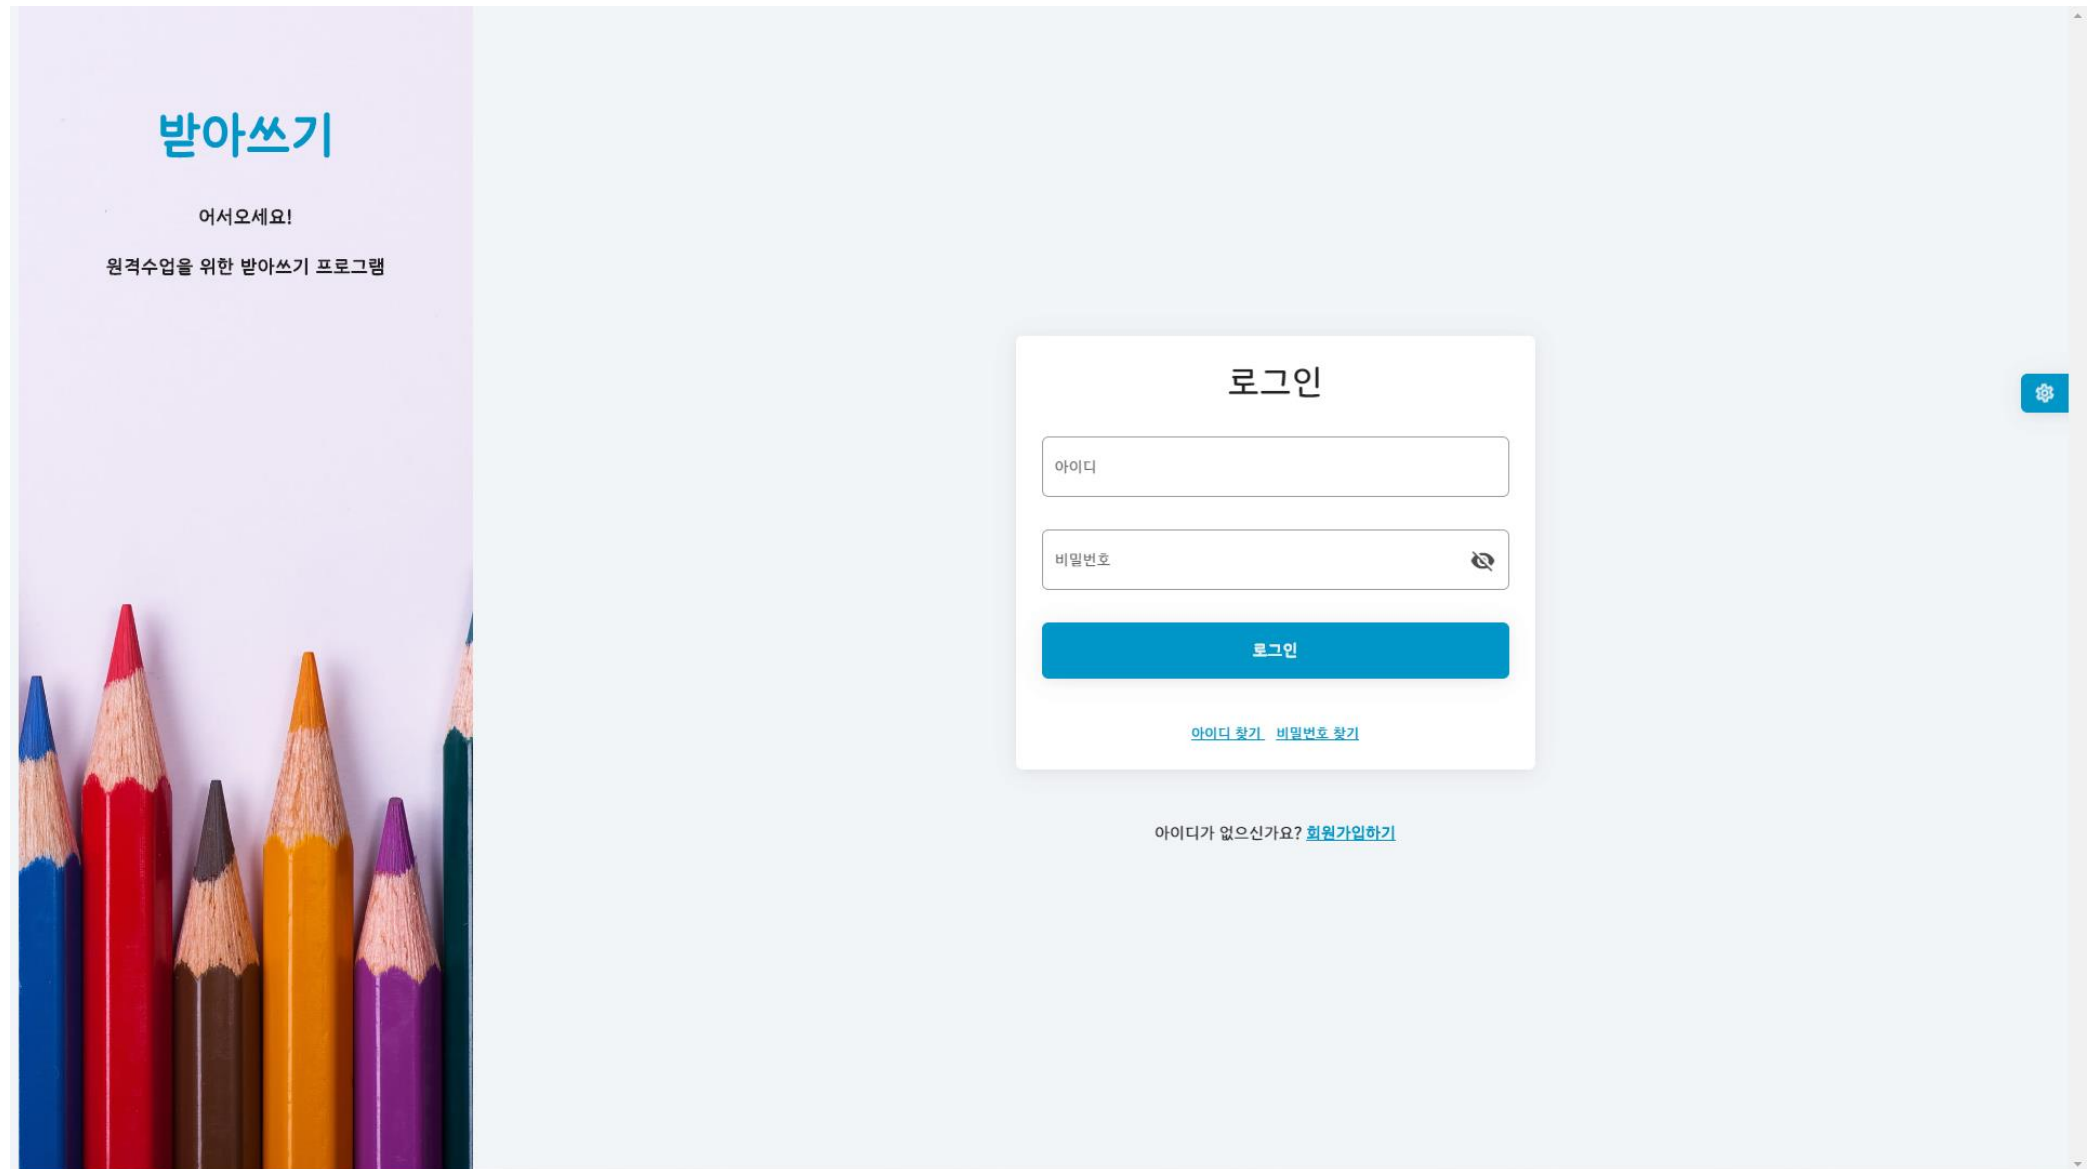 받아쓰기
어서오세요!
원격수업을 위한 받아쓰기 프로그램
로그인
아이디
비밀번호
로그인
아이디 찾기 비밀번호 찾기
아이디가 없으신가요? 회원가입하기